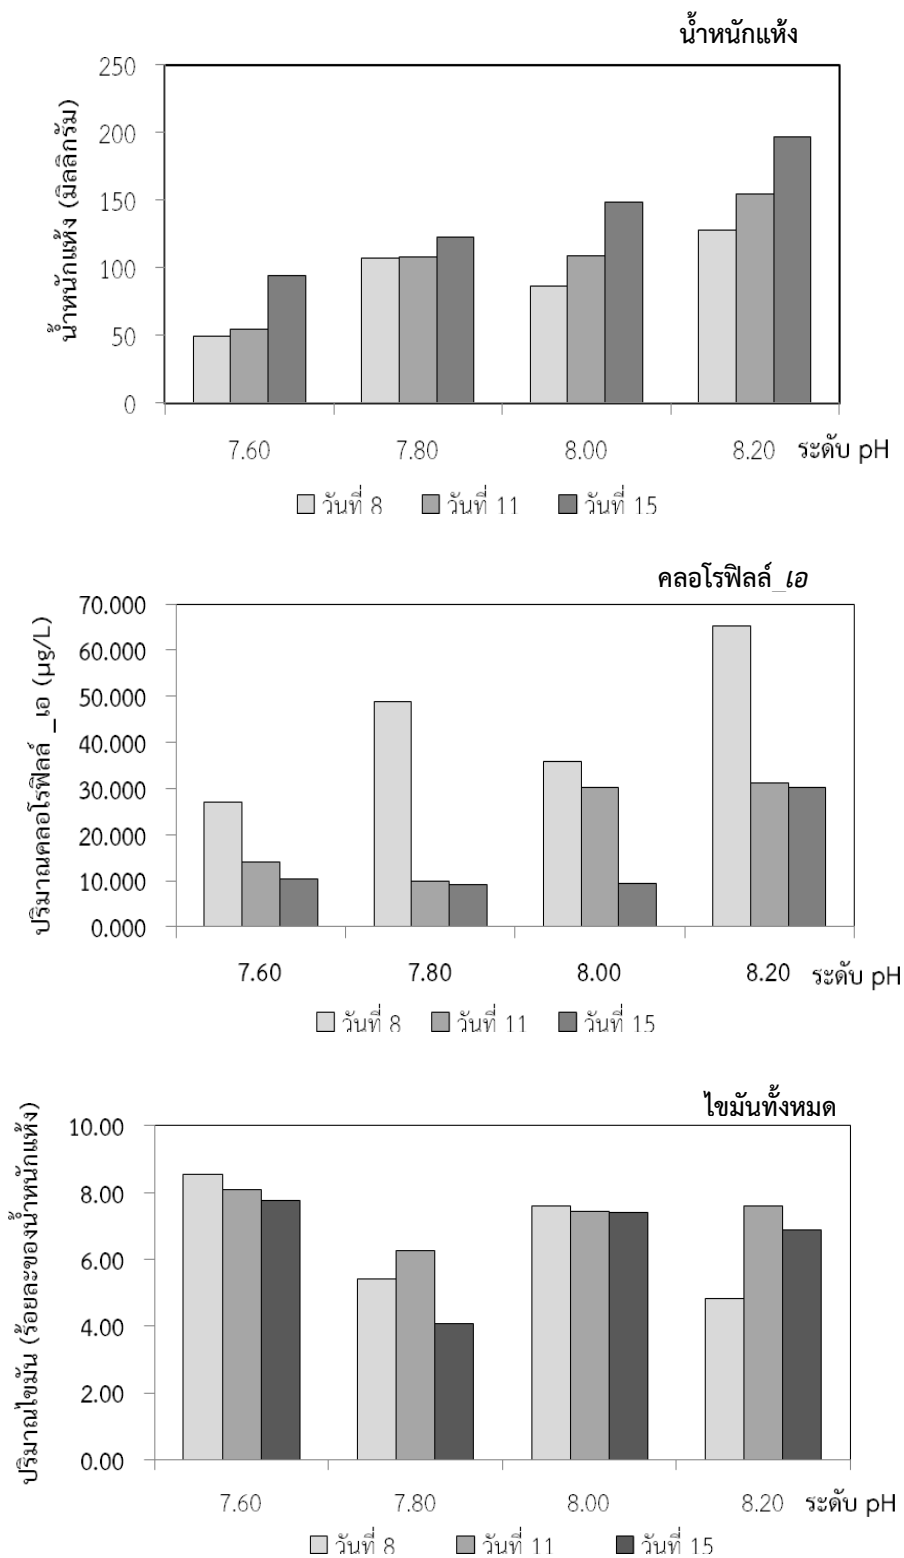 น้ำหนักแห้ง
น้ำหนักแห้ง (มิลลิกรัม)
250
200
150
100
50
0
7.60 7.80 8.00 8.20 ระดับ pH
วันที่ 8 วันที่ 11 วันที่ 15
คลอโรฟิลล์_เอ
ปริมาณคลอโรฟิลล์ _เอ (µg/L)
70.000
60.000
50.000
40.000
30.000
20.000
10.000
0.000
7.60 7.80 8.00 8.20 ระดับ pH
วันที่ 8 วันที่ 11 วันที่ 15
ไขมันทั้งหมด
ปริมาณไขมัน (ร้อยละของน้ำหนักแห้ง)
10.00
8.00
6.00
4.00
2.00
0.00
7.60 7.80 8.00 8.20 ระดับ pH
วันที่ 8 วันที่ 11 วันที่ 15